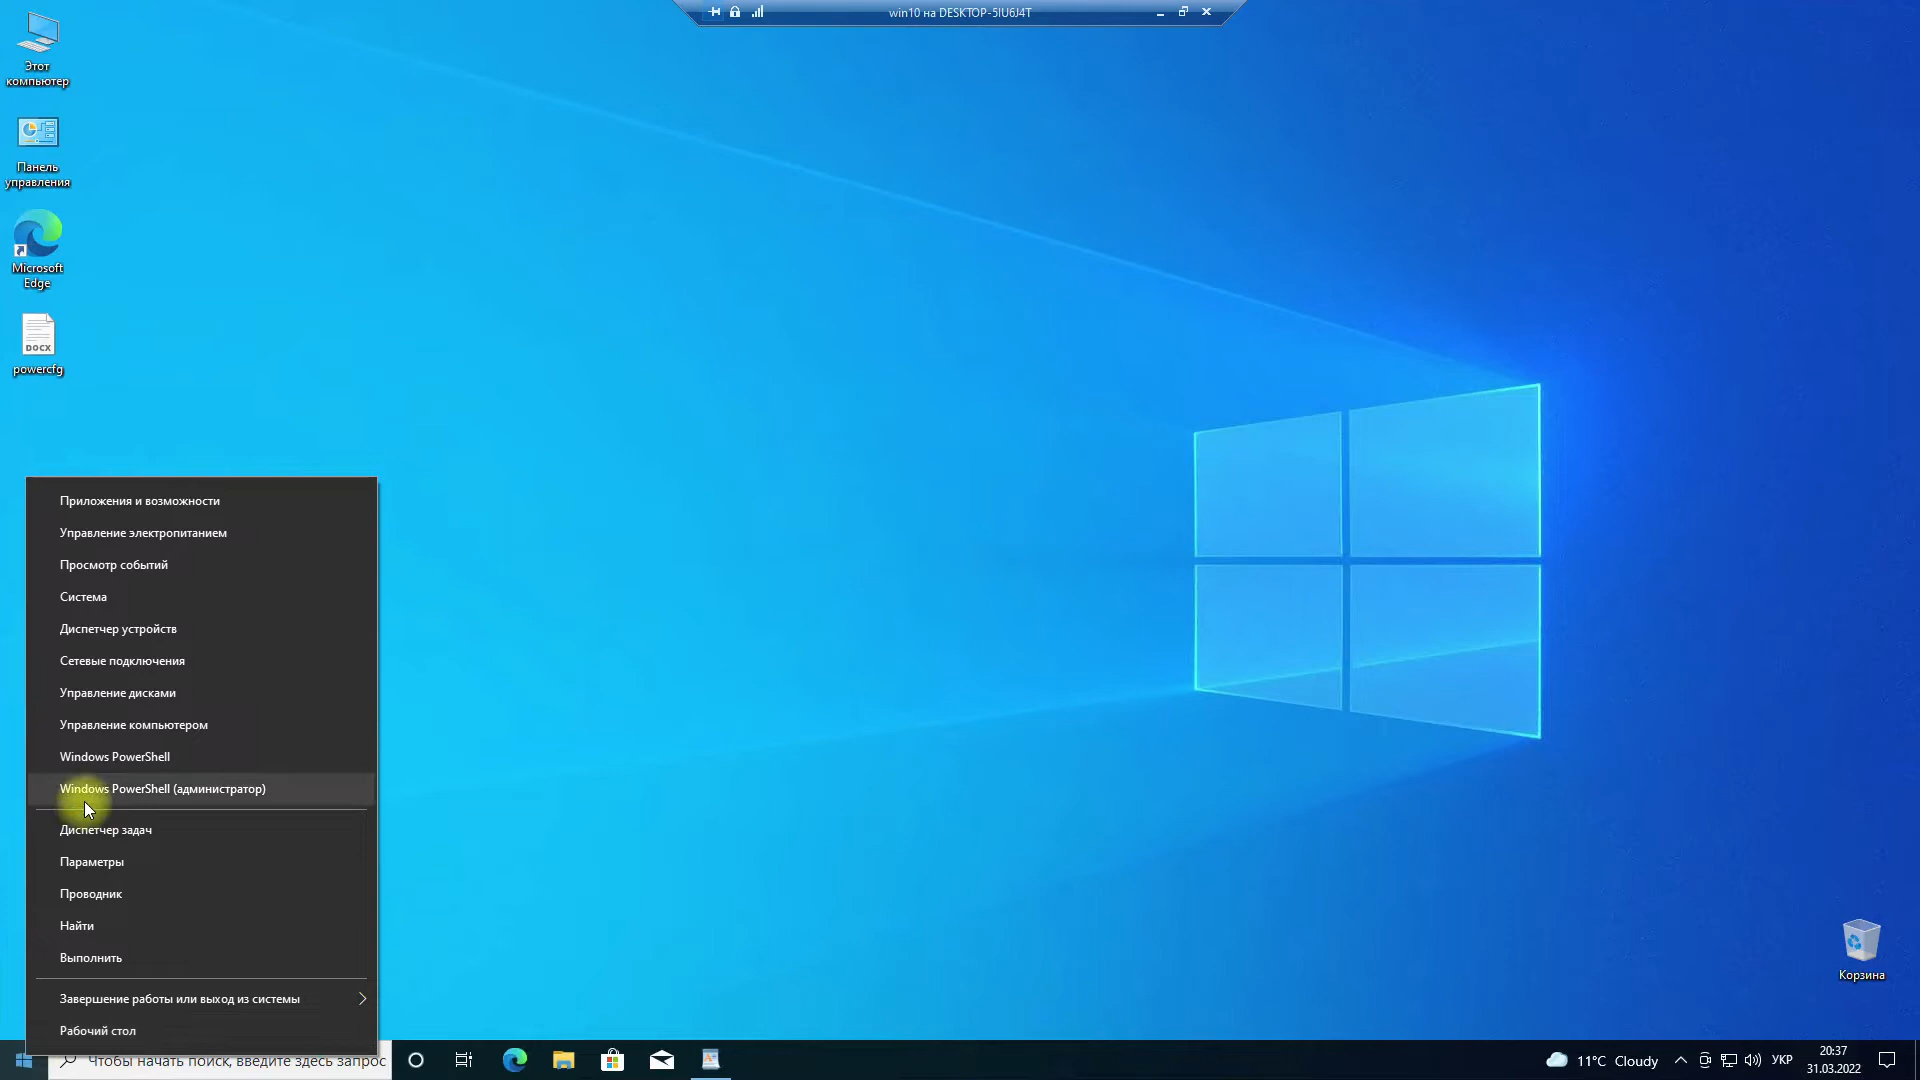 win10 на DESKTOP-5IU6J4T
Этот
компьютер
Панель
управления
Microsoft
Edge
DOCX
powercfg
Приложения и возможности
Управление электропитанием
Просмотр событий
Система
Диспетчер устройств
Сетевые подключения
Управление дисками
Управление компьютером
Windows PowerShell
Windows PowerShell (администратор)
Диспетчер задач
Параметры
Проводник
Найти
Выполнить
Завершение работы или выход из системы
Рабочий стол
Корзина
Чтобы начать поиск, введите здесь запрос
11°C Cloudy
УКР
20:37
31.03.2022